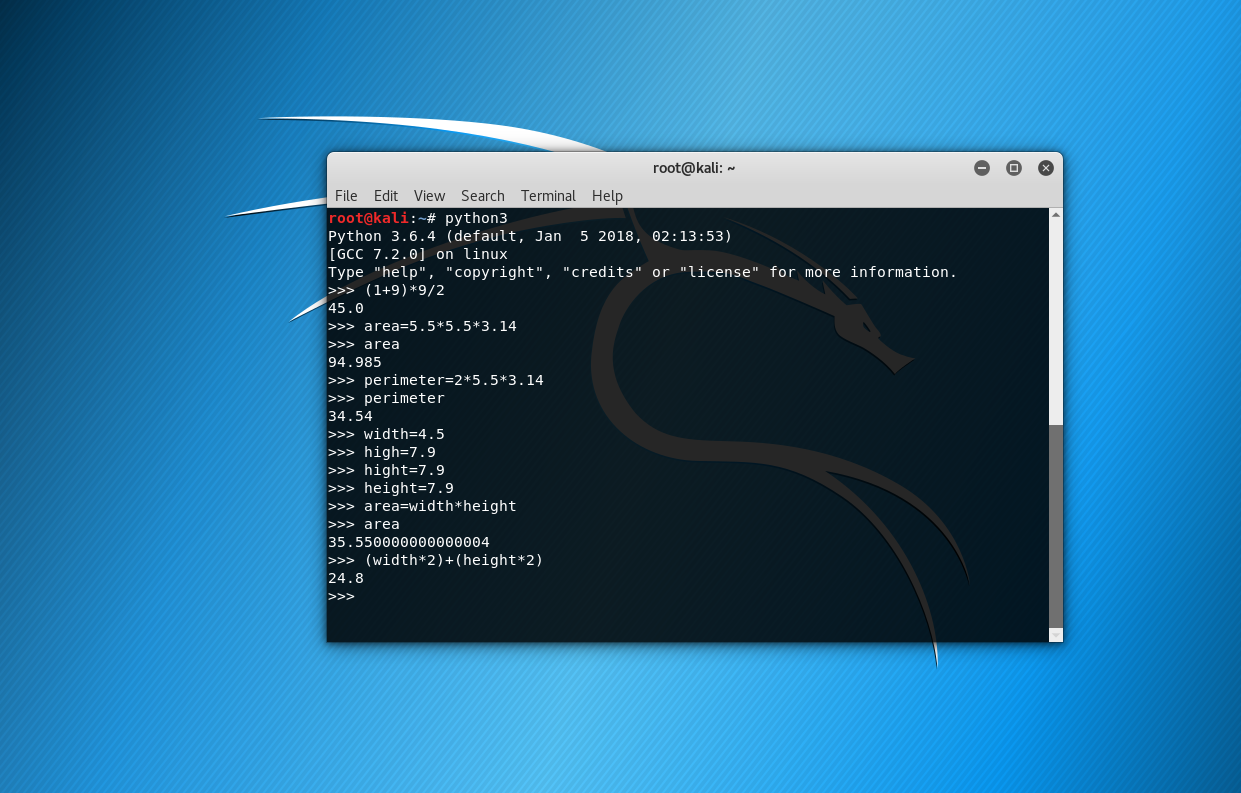 root@kali: ~
File Edit View Search Terminal Help
root@kali:~# python3
Python 3.6.4 (default, Jan  5 2018, 02:13:53)
[GCC 7.2.0] on linux
Type "help", "copyright", "credits" or "license" for more information.
>>> (1+9)*9/2
45.0
>>> area=5.5*5.5*3.14
>>> area
94.985
>>> perimeter=2*5.5*3.14
>>> perimeter
34.54
>>> width=4.5
>>> high=7.9
>>> hight=7.9
>>> height=7.9
>>> area=width*height
>>> area
35.550000000000004
>>> (width*2)+(height*2)
24.8
>>>